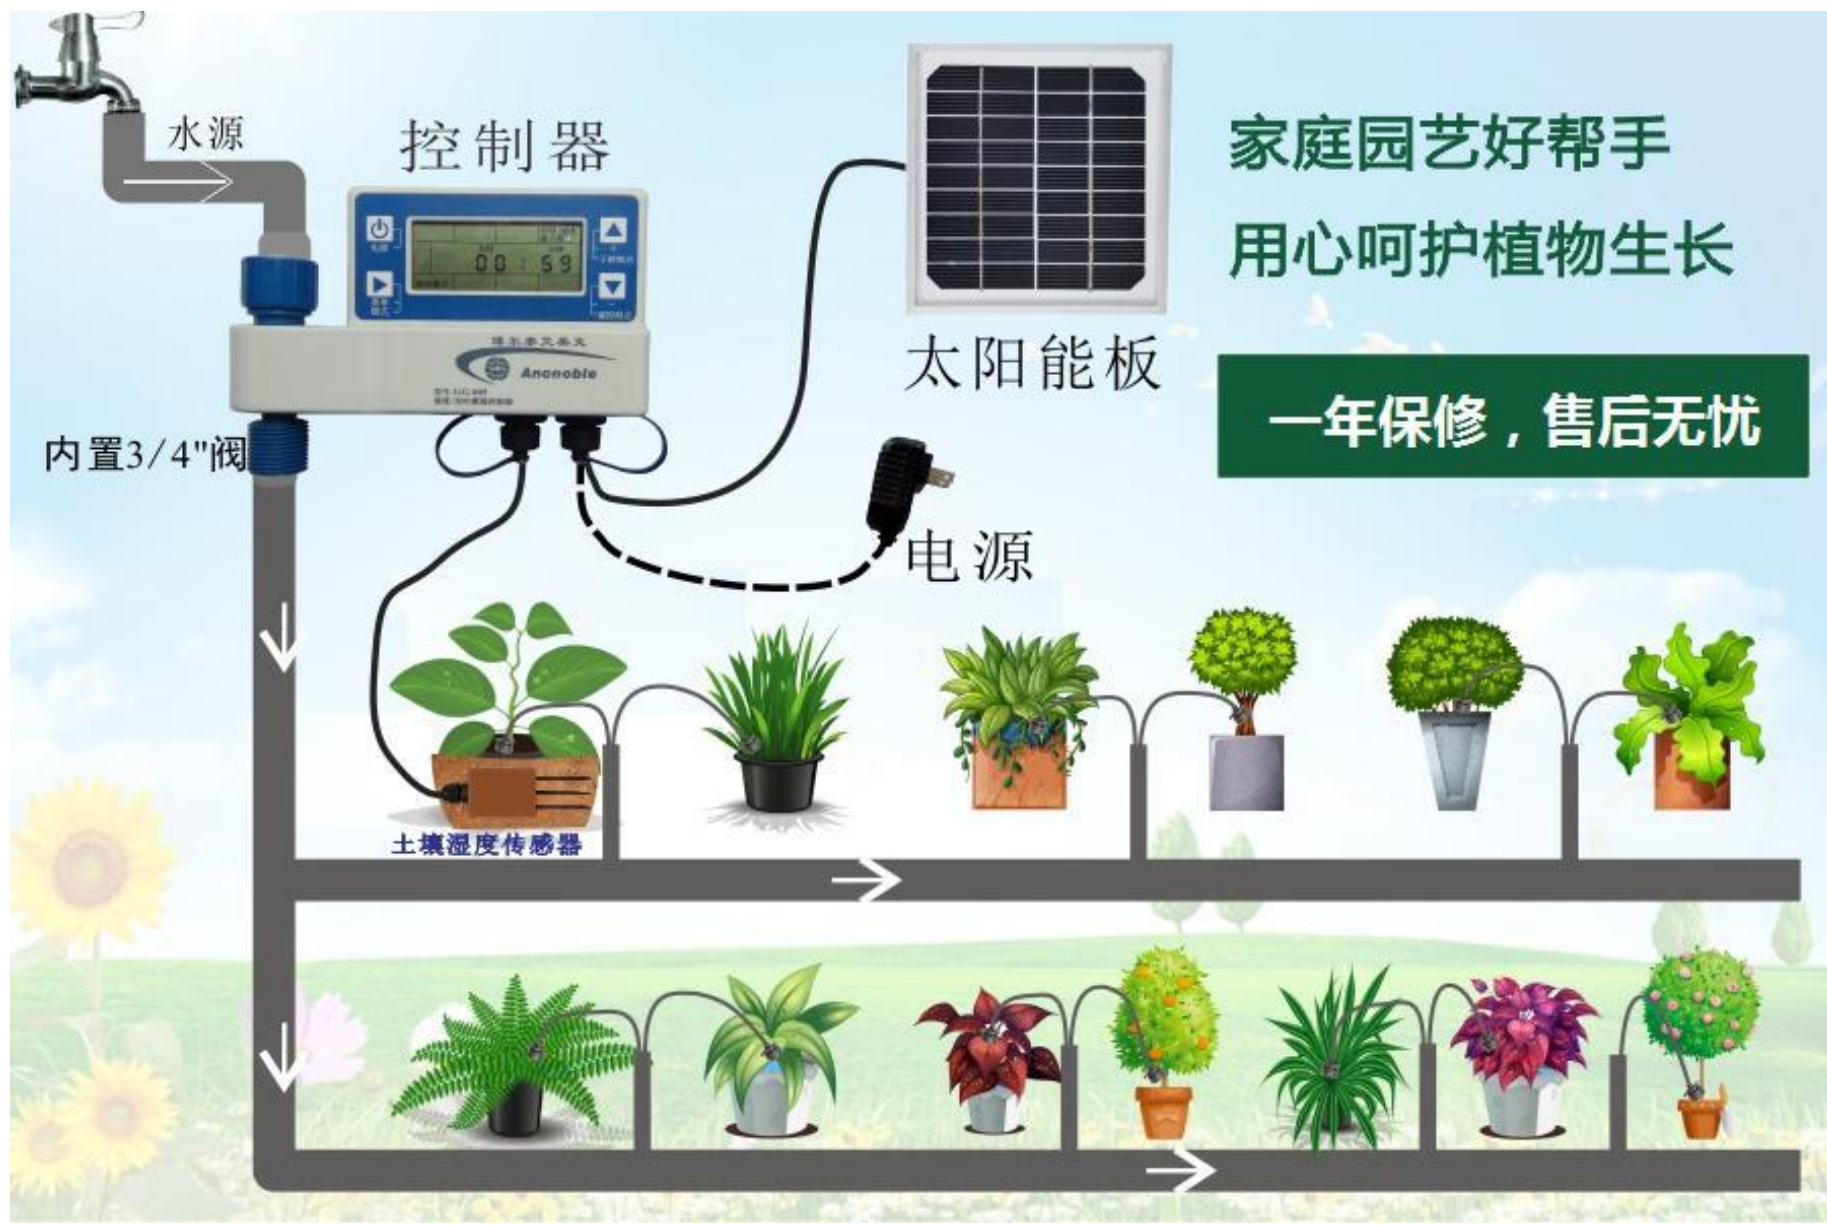 水源
控制器
家庭园艺好帮手
用心呵护植物生长
00:59
太阳能板
Anonoble
一年保修，售后无忧
内置3/4"阀
电源
土壤湿度传感器